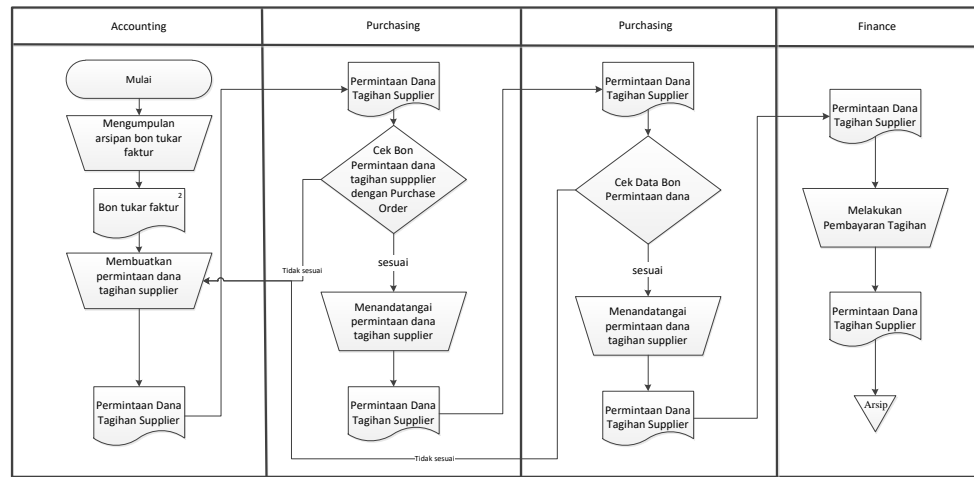 Accounting
Purchasing
Purchasing
Finance
Mulai
Mengumpulan
arsipan bon tukar
faktur
2
Bon tukar faktur
Membuatkan
permintaan dana
tagihan supplier
Permintaan Dana
Tagihan Supplier
Permintaan Dana
Tagihan Supplier
Cek Bon
Permintaan dana
tagihan suppplier
dengan Purchase
Order
Tidak sesuai
sesuai
Menandatangai
permintaan dana
tagihan supplier
Permintaan Dana
Tagihan Supplier
Permintaan Dana
Tagihan Supplier
Cek Data Bon
Permintaan dana
sesuai
Menandatangai
permintaan dana
tagihan supplier
Permintaan Dana
Tagihan Supplier
Tidak sesuai
Permintaan Dana
Tagihan Supplier
Melakukan
Pembayaran Tagihan
Permintaan Dana
Tagihan Supplier
Arsip